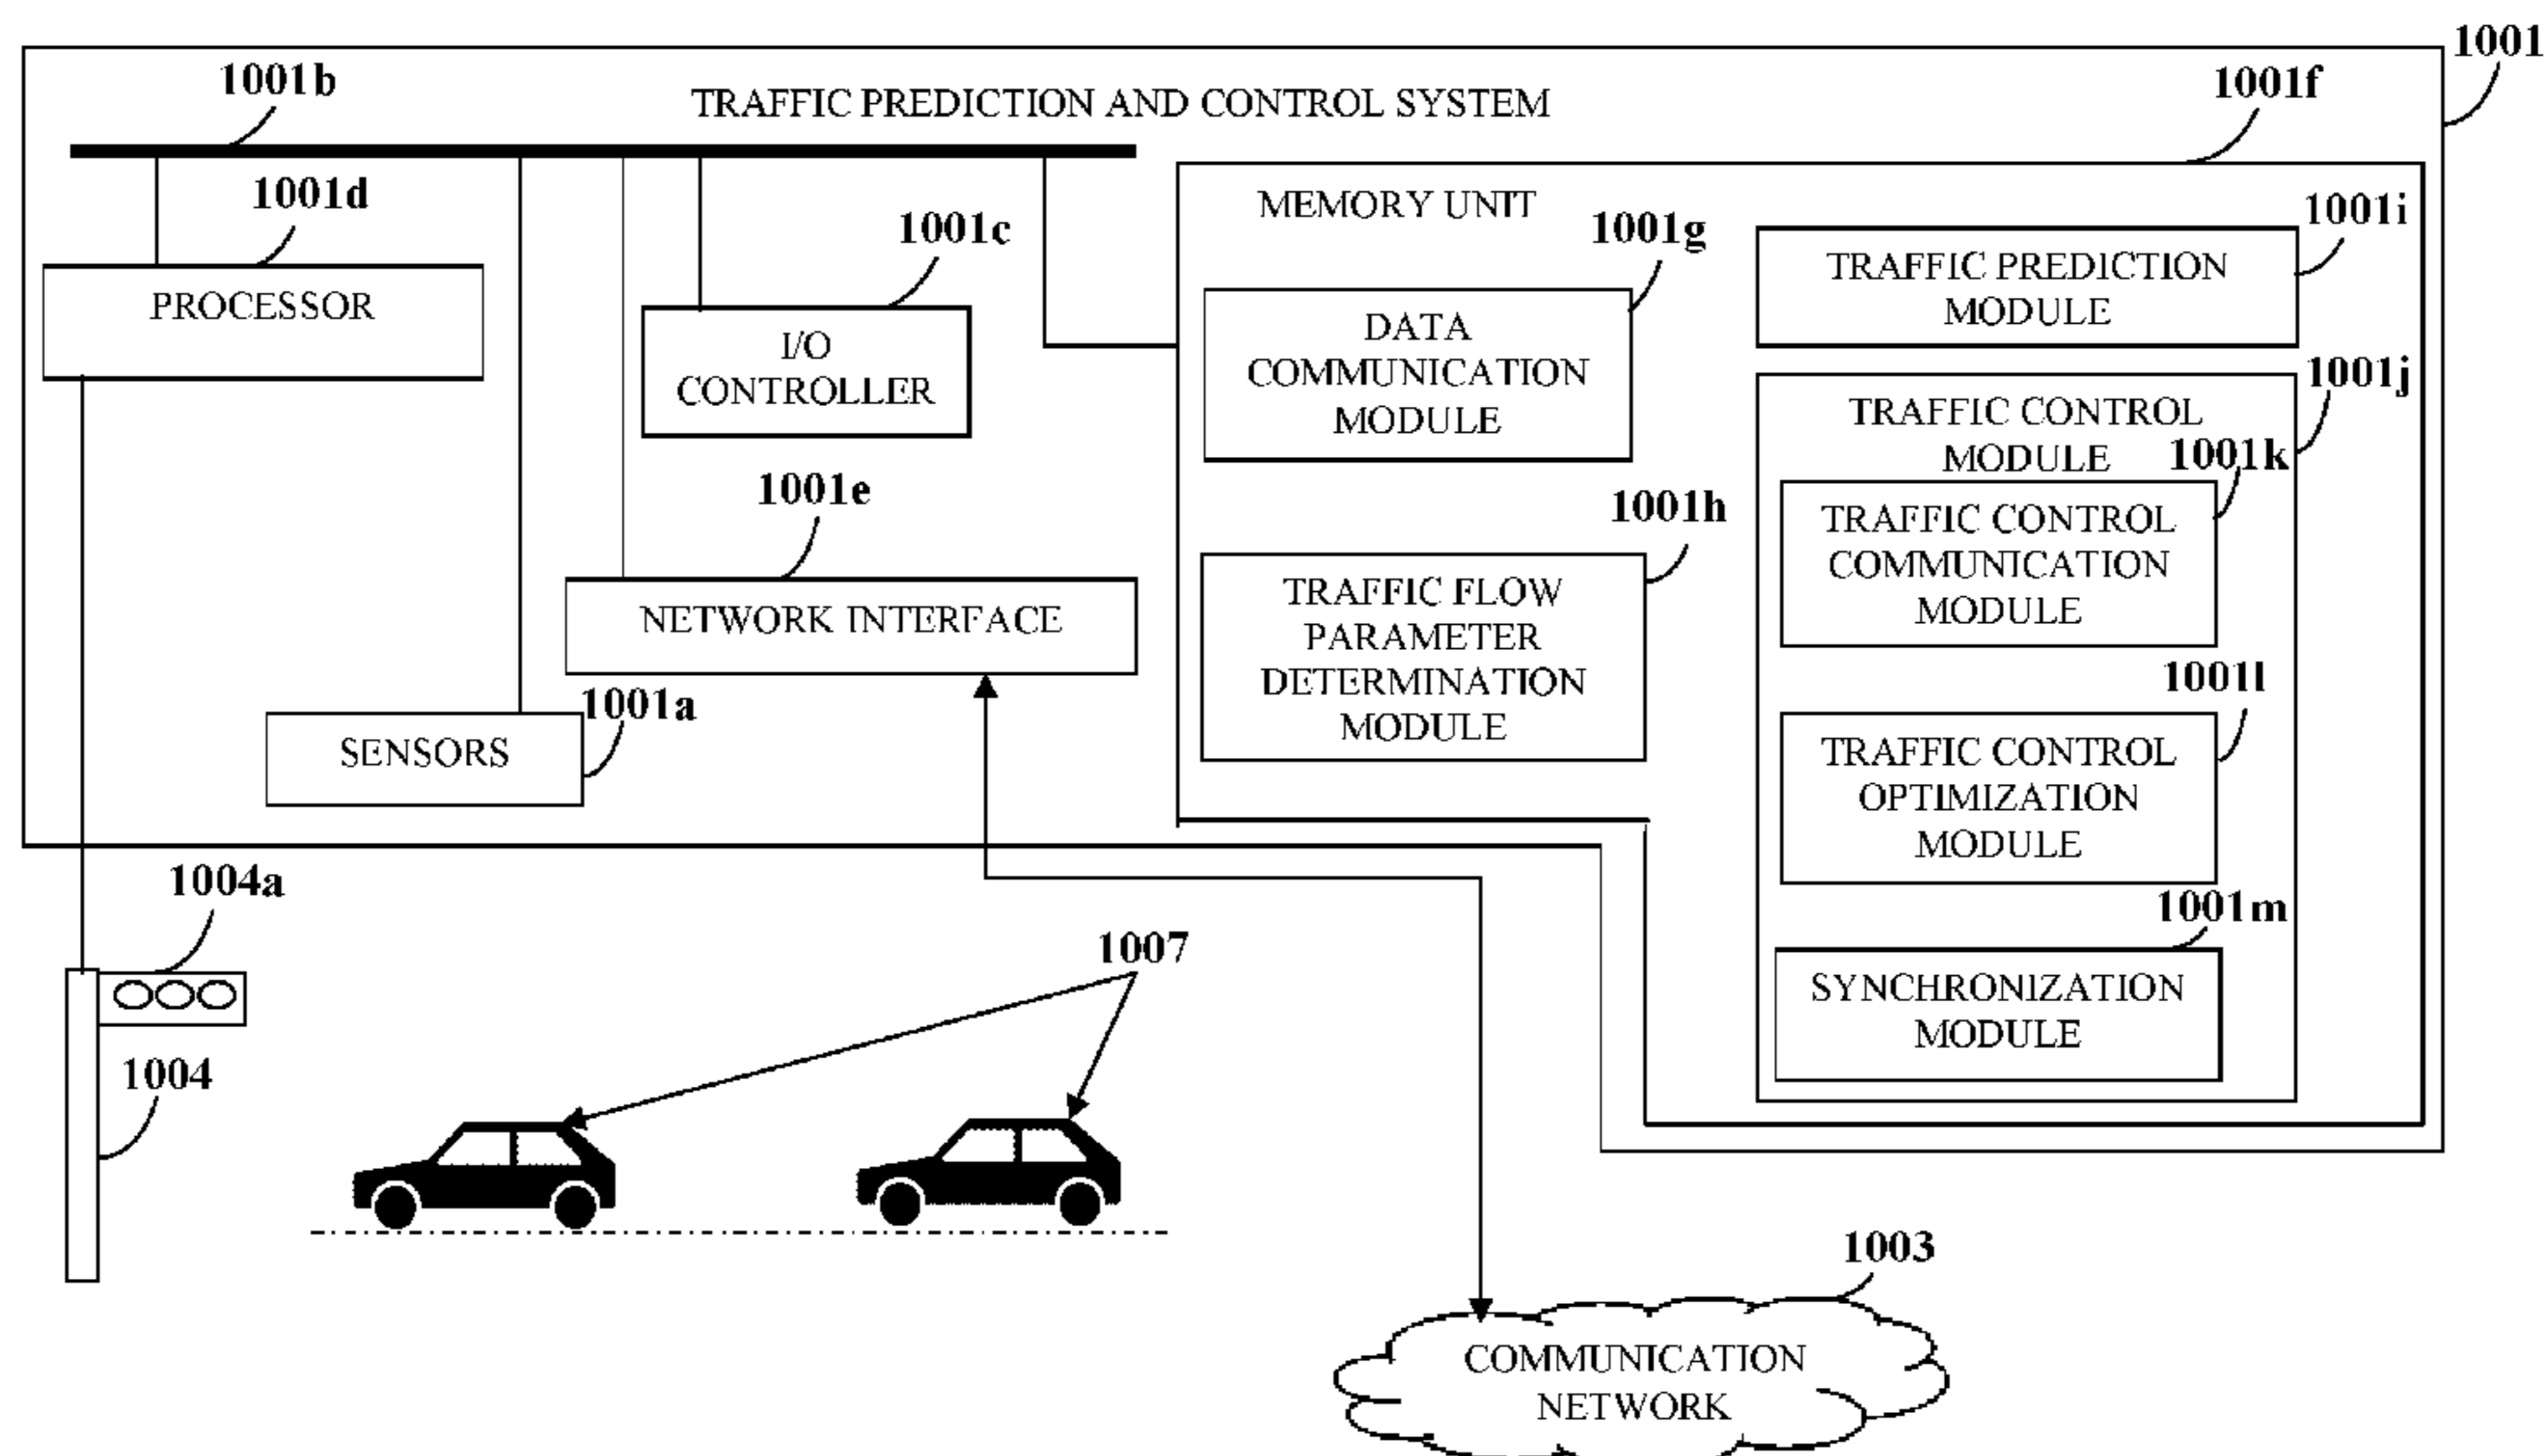 1001
1001b
TRAFFIC PREDICTION AND CONTROL SYSTEM
1001f
1001d
PROCESSOR
1001c
I/O
CONTROLLER
1001e
NETWORK INTERFACE
1001a
SENSORS
MEMORY UNIT
1001g
DATA
COMMUNICATION
MODULE
1001h
TRAFFIC FLOW
PARAMETER
DETERMINATION
MODULE
1001i
TRAFFIC PREDICTION
MODULE
1001j
TRAFFIC CONTROL
MODULE
1001k
TRAFFIC CONTROL
COMMUNICATION
MODULE
1001l
TRAFFIC CONTROL
OPTIMIZATION
MODULE
1001m
SYNCHRONIZATION
MODULE
1004a
1004
1007
1003
COMMUNICATION
NETWORK